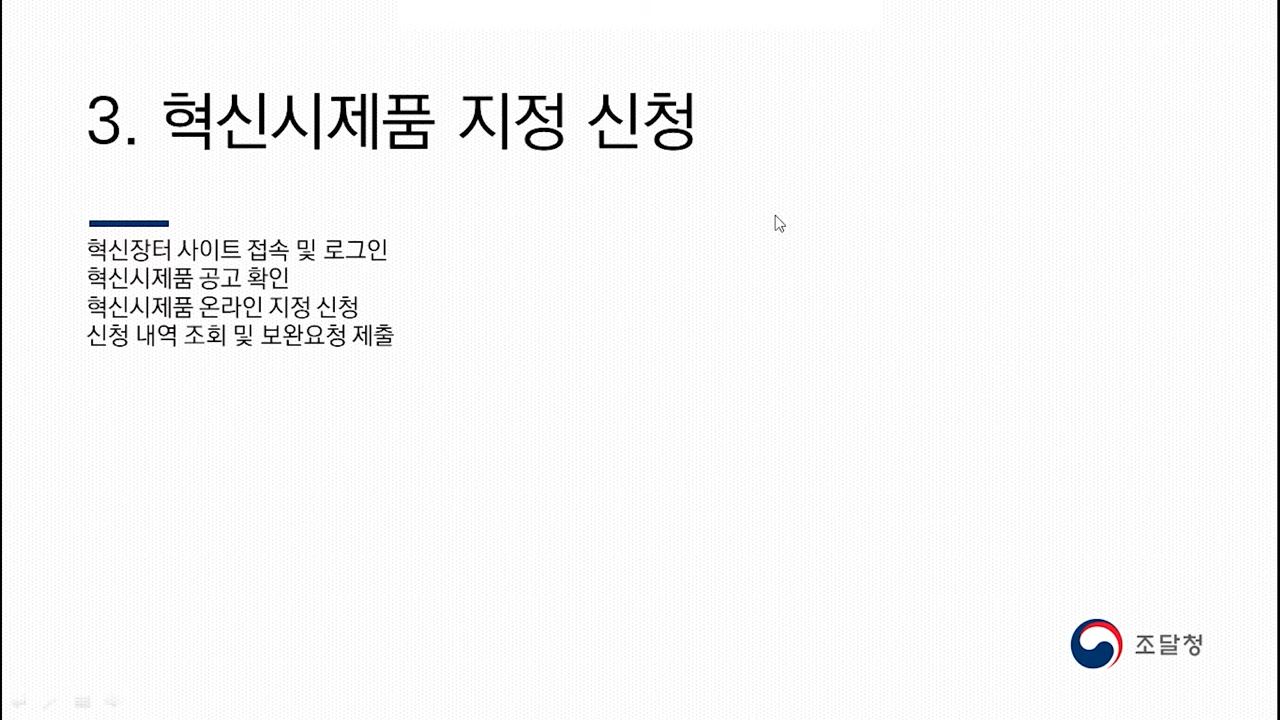 3. 혁신시제품 지정 신청
혁신장터 사이트 접속 및 로그인
혁신시제품 공고 확인
혁신시제품 온라인 지정 신청
신청 내역 조회 및 보완요청 제출
조달청